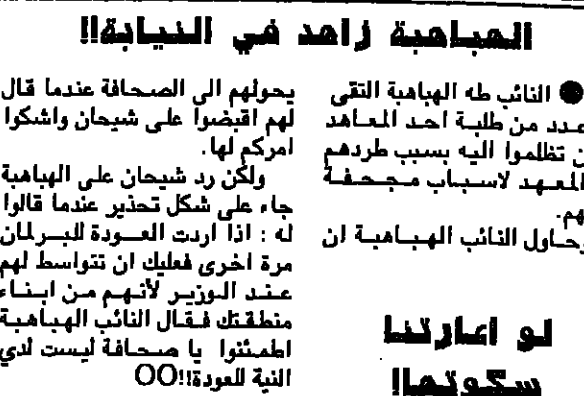 الهباهبة زاهد في النيابة!!
النائب طه الهباهبة التقى
عدد من طلبة احد المعاهد
تظلموا اليه بسبب طردهم
المعهد لاسباب مجحفة
وحاول النائب الهباهبة ان
يحولهم الى الصحافة عندما قال
لهم اقبضوا على شيحان واشكوا
امركم لها.
ولكن رد شيحان على الهباهبة
جاء على شكل تحذير عندما قالوا
له : اذا اردت العودة للبرلمان
مرة اخرى فعليك ان تتواسط لهم
عند الوزير لأنهم من ابناء
منطقتك فقال النائب الهباهبة
اطمئنوا يا صحافة ليست لدي
النية للعودة!!OO
لو اعارتنا
سكوتها!